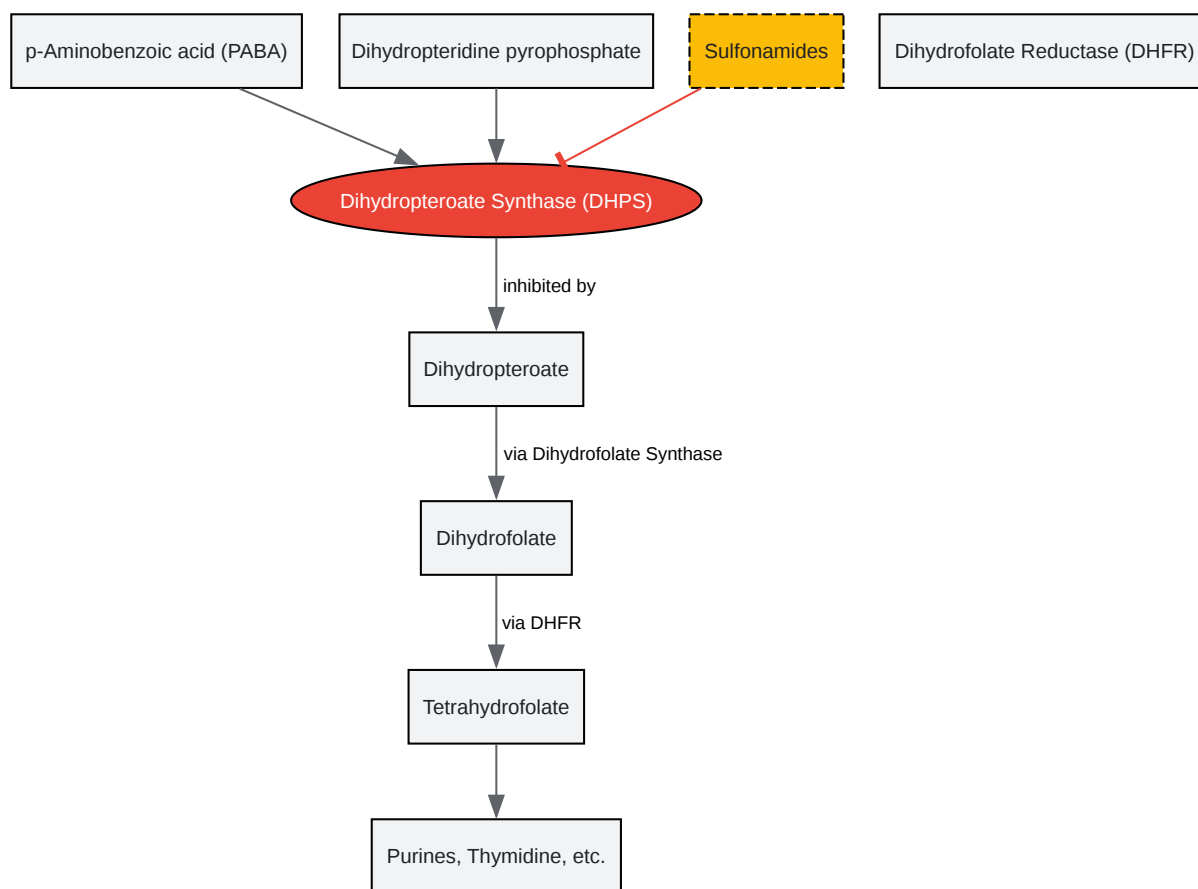 p-Aminobenzoic acid (PABA)
Dihydropteridine pyrophosphate
Sulfonamides
Dihydrofolate Reductase (DHFR)
Dihydropteroate Synthase (DHPS)
inhibited by
Dihydropteroate
via Dihydrofolate Synthase
Dihydrofolate
via DHFR
Tetrahydrofolate
Purines, Thymidine, etc.